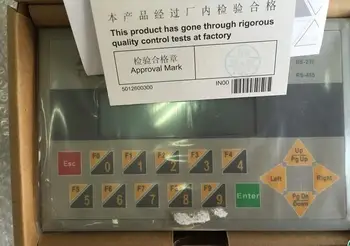 本产品经过厂内检验合格
This product has gone through rigorous
quality control tests at factory
检验合格章
Approval Mark
5012600300
IN00
RS-232
RS-485
Esc
F0 0
F1 1
F2 2
F3 3
F4 4
Up
Pg Up
Left
Right
F5 5
F6 6
F7 7
F8 8
F9 9
Enter
Pg Dn
Down